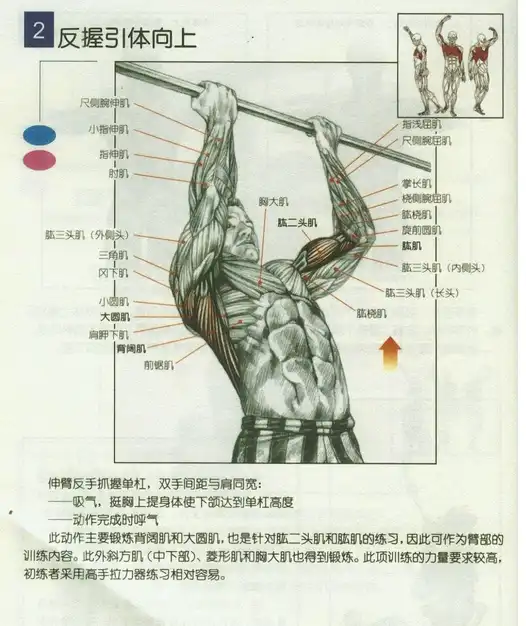 2 反握引体向上
尺侧腕伸肌
小指伸肌
指伸肌
肘肌
肱三头肌（外侧头）
三角肌
冈下肌
小圆肌
大圆肌
肩胛下肌
背阔肌
前锯肌
胸大肌
肱二头肌
指浅屈肌
尺侧腕屈肌
掌长肌
桡侧腕屈肌
肱桡肌
旋前圆肌
肱肌
肱三头肌（内侧头）
肱三头肌（长头）
肱桡肌
伸臂反手抓握单杠，双手间距与肩同宽：
——吸气，挺胸上提身体使下颌达到单杠高度
——动作完成时呼气
此动作主要锻炼背阔肌和大圆肌，也是针对肱二头肌和肱肌的练习，因此可作为臂部的
训练内容。此外斜方肌（中下部）、菱形肌和胸大肌也得到锻炼。此项训练的力量要求较高，
初练者采用高手拉力器练习相对容易。